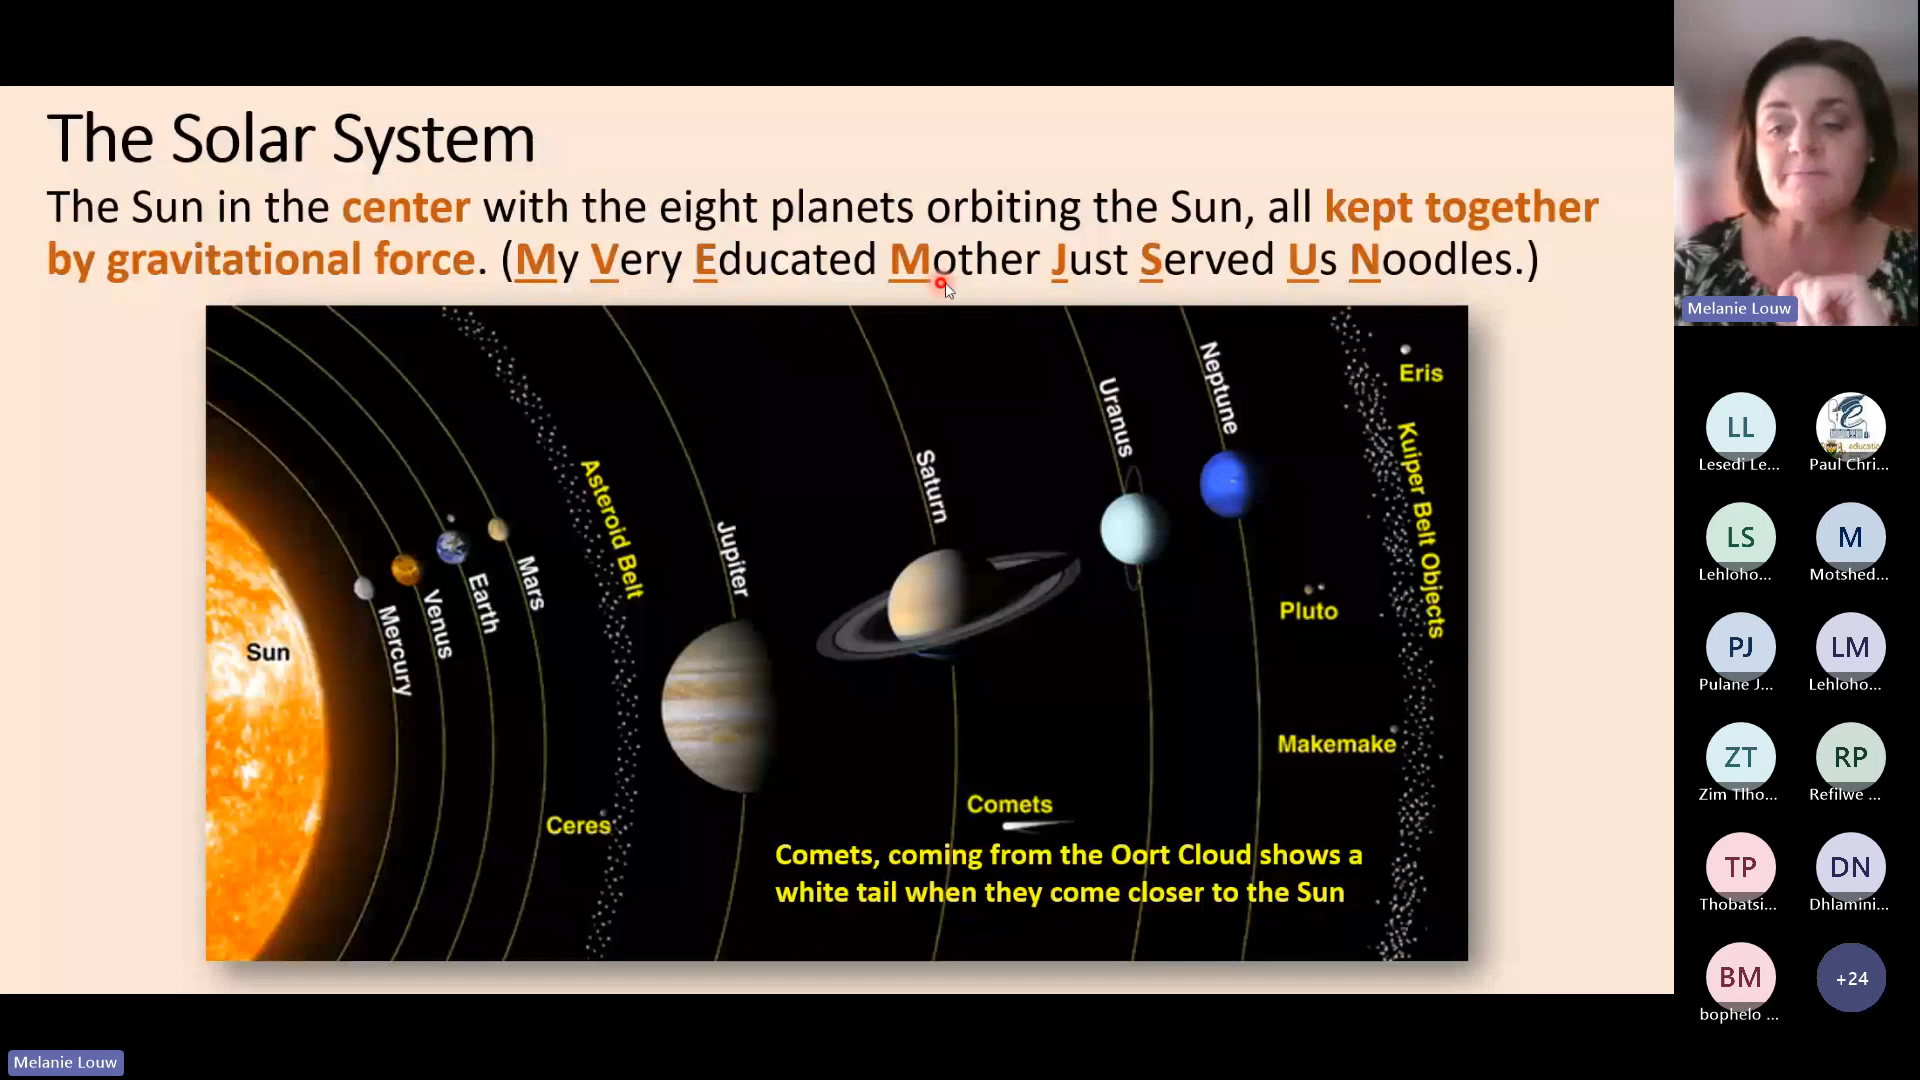 The Solar System
The Sun in the center with the eight planets orbiting the Sun, all kept together
by gravitational force. (My Very Educated Mother Just Served Us Noodles.)
Sun
Mercury
Venus
Earth
Mars
Asteroid Belt
Ceres
Jupiter
Saturn
Uranus
Neptune
Eris
Kuiper Belt Objects
Pluto
Makemake
Comets
Comets, coming from the Oort Cloud shows a
white tail when they come closer to the Sun
Melanie Louw
LL
Lesedi Le...
Paul Chri...
LS
Lehloho...
M
Motshed...
PJ
Pulane J...
LM
Lehloho...
ZT
Zim Tlho...
RP
Refilwe ...
TP
Thobatsi...
DN
Dhlamini...
BM
bophelo ...
+24
Melanie Louw